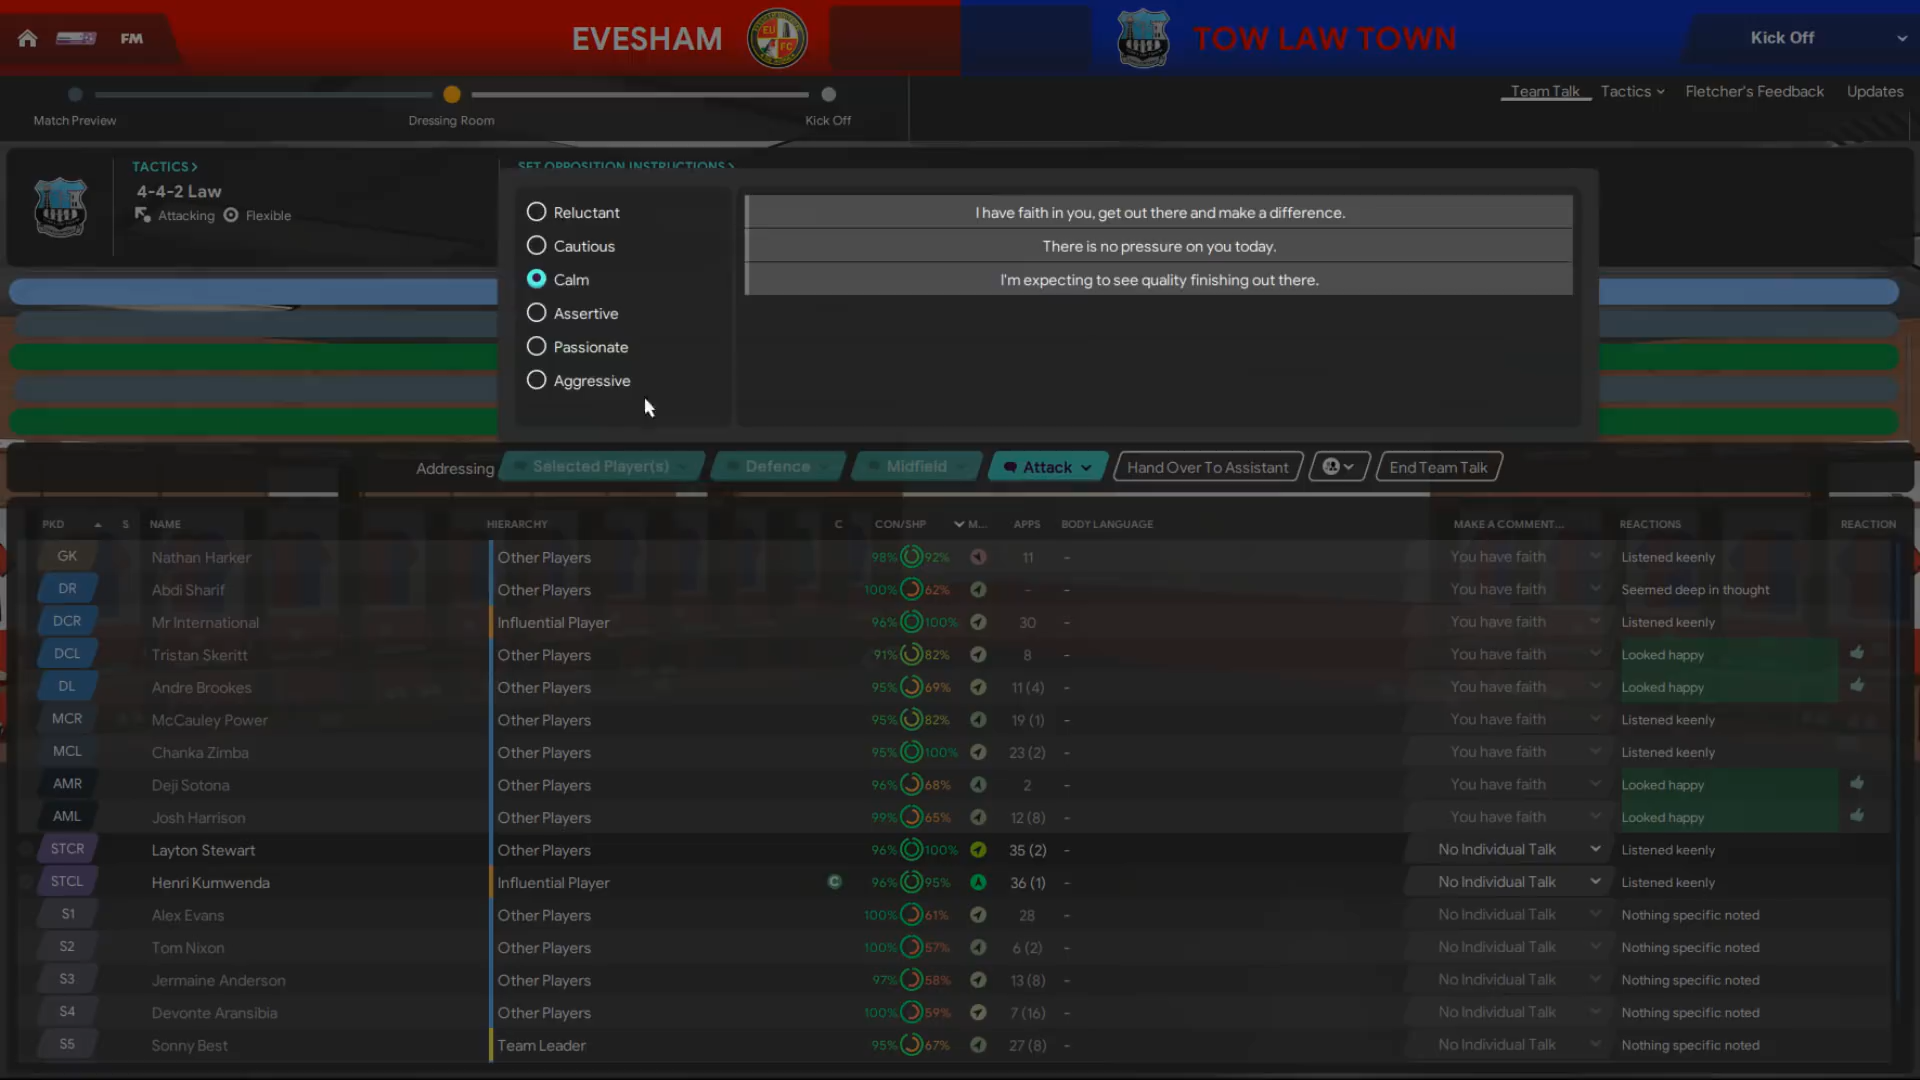 FM
EVESHAM
TOW LAW TOWN
Kick Off
Match Preview
Dressing Room
Kick Off
Team Talk
Tactics
Fletcher's Feedback
Updates
TACTICS >
4-4-2 Law
Attacking
Flexible
SET OPPOSITION INSTRUCTIONS >
Reluctant
Cautious
Calm
Assertive
Passionate
Aggressive
I have faith in you, get out there and make a difference.
There is no pressure on you today.
I'm expecting to see quality finishing out there.
Addressing Selected Player(s) Defence Midfield Attack Hand Over To Assistant End Team Talk
PKD S NAME HIERARCHY C CON/SHP M... APPS BODY LANGUAGE MAKE A COMMENT... REACTIONS REACTION
GK Nathan Harker Other Players 98% 92% 11 - You have faith Listened keenly
DR Abdi Sharif Other Players 100% 62% - - You have faith Seemed deep in thought
DCR Mr International Influential Player 96% 100% 30 - You have faith Listened keenly
DCL Tristan Skeritt Other Players 91% 82% 8 - You have faith Looked happy
DL Andre Brookes Other Players 95% 69% 11 (4) - You have faith Looked happy
MCR McCauley Power Other Players 95% 82% 19 (1) - You have faith Listened keenly
MCL Chanka Zimba Other Players 95% 100% 23 (2) - You have faith Listened keenly
AMR Deji Sotona Other Players 96% 68% 2 - You have faith Looked happy
AML Josh Harrison Other Players 99% 65% 12 (8) - You have faith Looked happy
STCR Layton Stewart Other Players 96% 100% 35 (2) - No Individual Talk Listened keenly
STCL Henri Kumwenda Influential Player C 96% 95% 36 (1) - No Individual Talk Listened keenly
S1 Alex Evans Other Players 100% 61% 28 - No Individual Talk Nothing specific noted
S2 Tom Nixon Other Players 100% 57% 6 (2) - No Individual Talk Nothing specific noted
S3 Jermaine Anderson Other Players 97% 58% 13 (8) - No Individual Talk Nothing specific noted
S4 Devonte Aransibia Other Players 100% 59% 7 (16) - No Individual Talk Nothing specific noted
S5 Sonny Best Team Leader 95% 67% 27 (8) - No Individual Talk Nothing specific noted